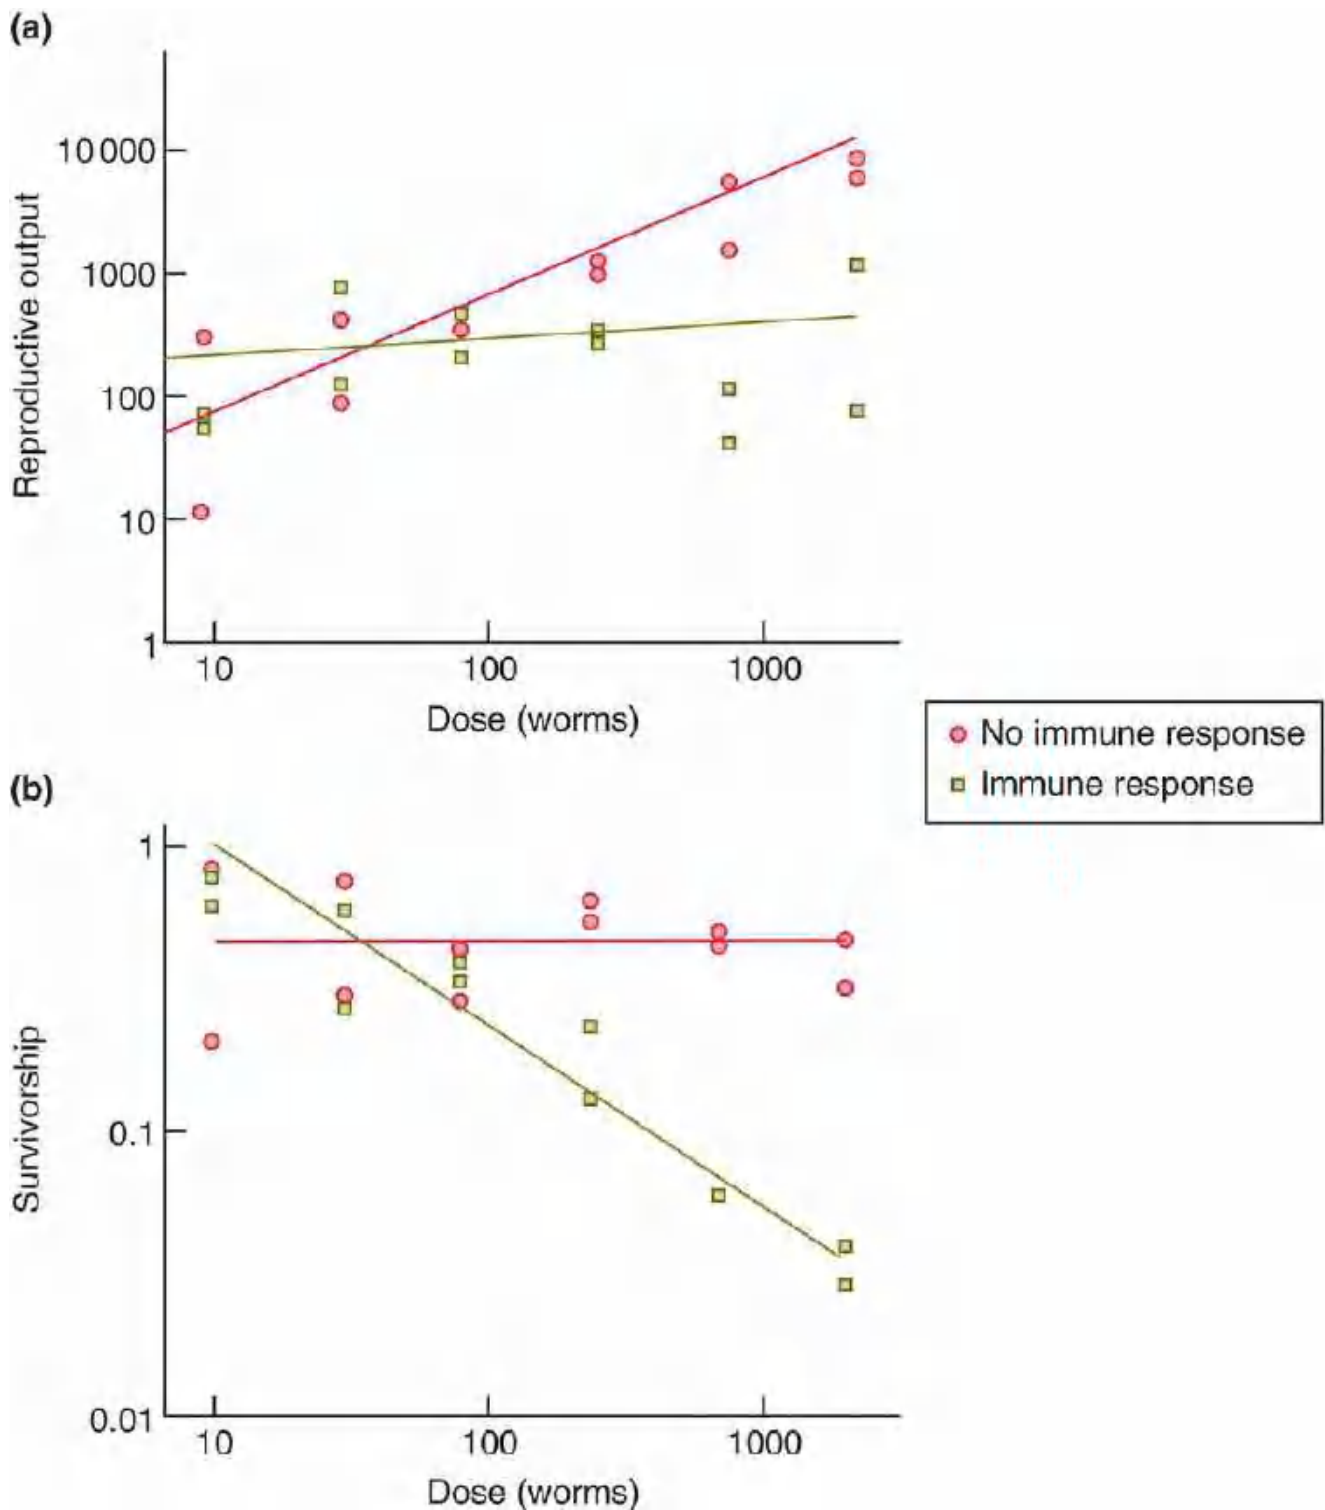 (a)
10 000
1000
100
10
1
Reproductive output
10 100 1000
Dose (worms)
No immune response
Immune response
(b)
1
0.1
0.01
Survivorship
10 100 1000
Dose (worms)